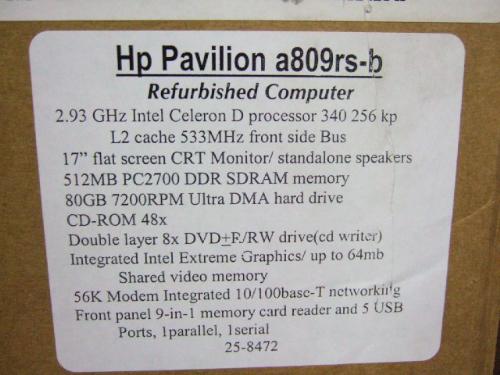 Hp Pavilion a809rs-b
Refurbished Computer
2.93 GHz Intel Celeron D processor 340 256 kp
L2 cache 533MHz front side Bus
17" flat screen CRT Monitor/ standalone speakers
512MB PC2700 DDR SDRAM memory
80GB 7200RPM Ultra DMA hard drive
CD-ROM 48x
Double layer 8x DVD±R/RW drive(cd writer)
Integrated Intel Extreme Graphics/ up to 64mb
Shared video memory
56K Modem Integrated 10/100base-T networking
Front panel 9-in-1 memory card reader and 5 USB
Ports, 1parallel, 1serial
25-8472